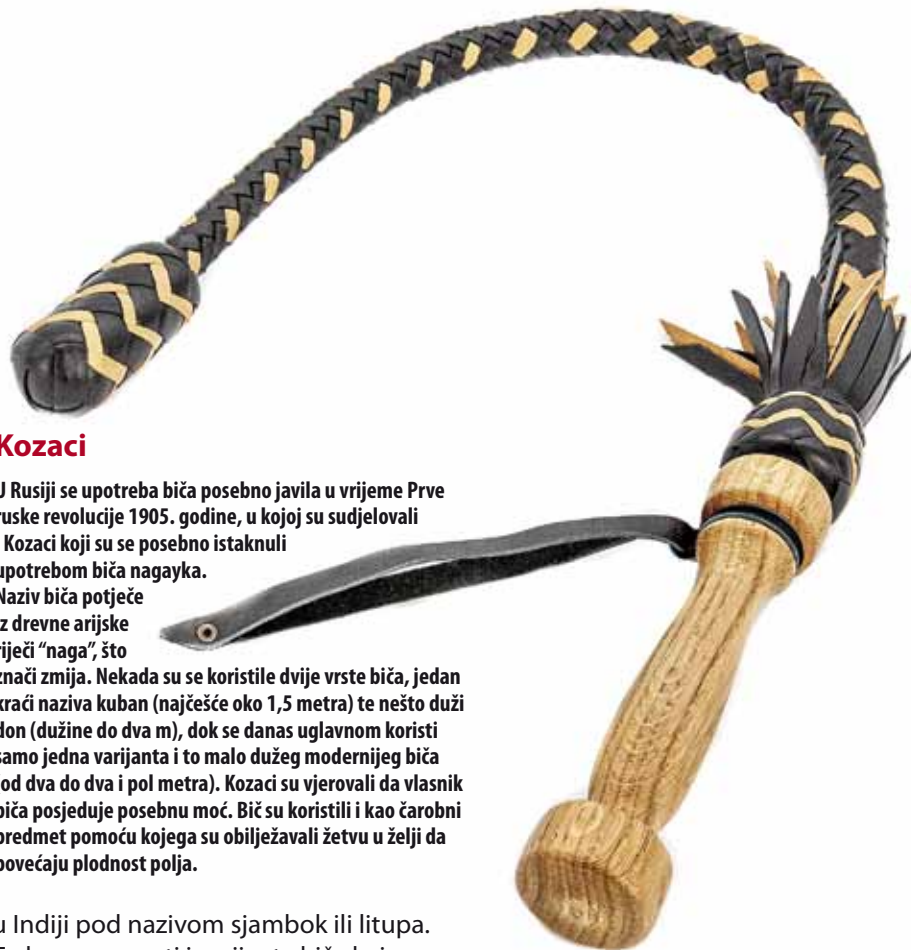 Kozaci
U Rusiji se upotreba biča posebno javila u vrijeme Prve
ruske revolucije 1905. godine, u kojoj su sudjelovali
i Kozaci koji su se posebno istaknuli
upotrebom biča nagayka.
Naziv biča potječe
iz drevne arijske
riječi “naga”, što
znači zmija. Nekada su se koristile dvije vrste biča, jedan
kraći naziva kuban (najčešće oko 1,5 metra) te nešto duži
don (dužine do dva m), dok se danas uglavnom koristi
samo jedna varijanta i to malo dužeg modernijeg biča
(od dva do dva i pol metra). Kozaci su vjerovali da vlasnik
biča posjeduje posebnu moć. Bič su koristili i kao čarobni
predmet pomoću kojega su obilježavali žetvu u želji da
povećaju plodnost polja.
u Indiji pod nazivom sjambok ili litupa.